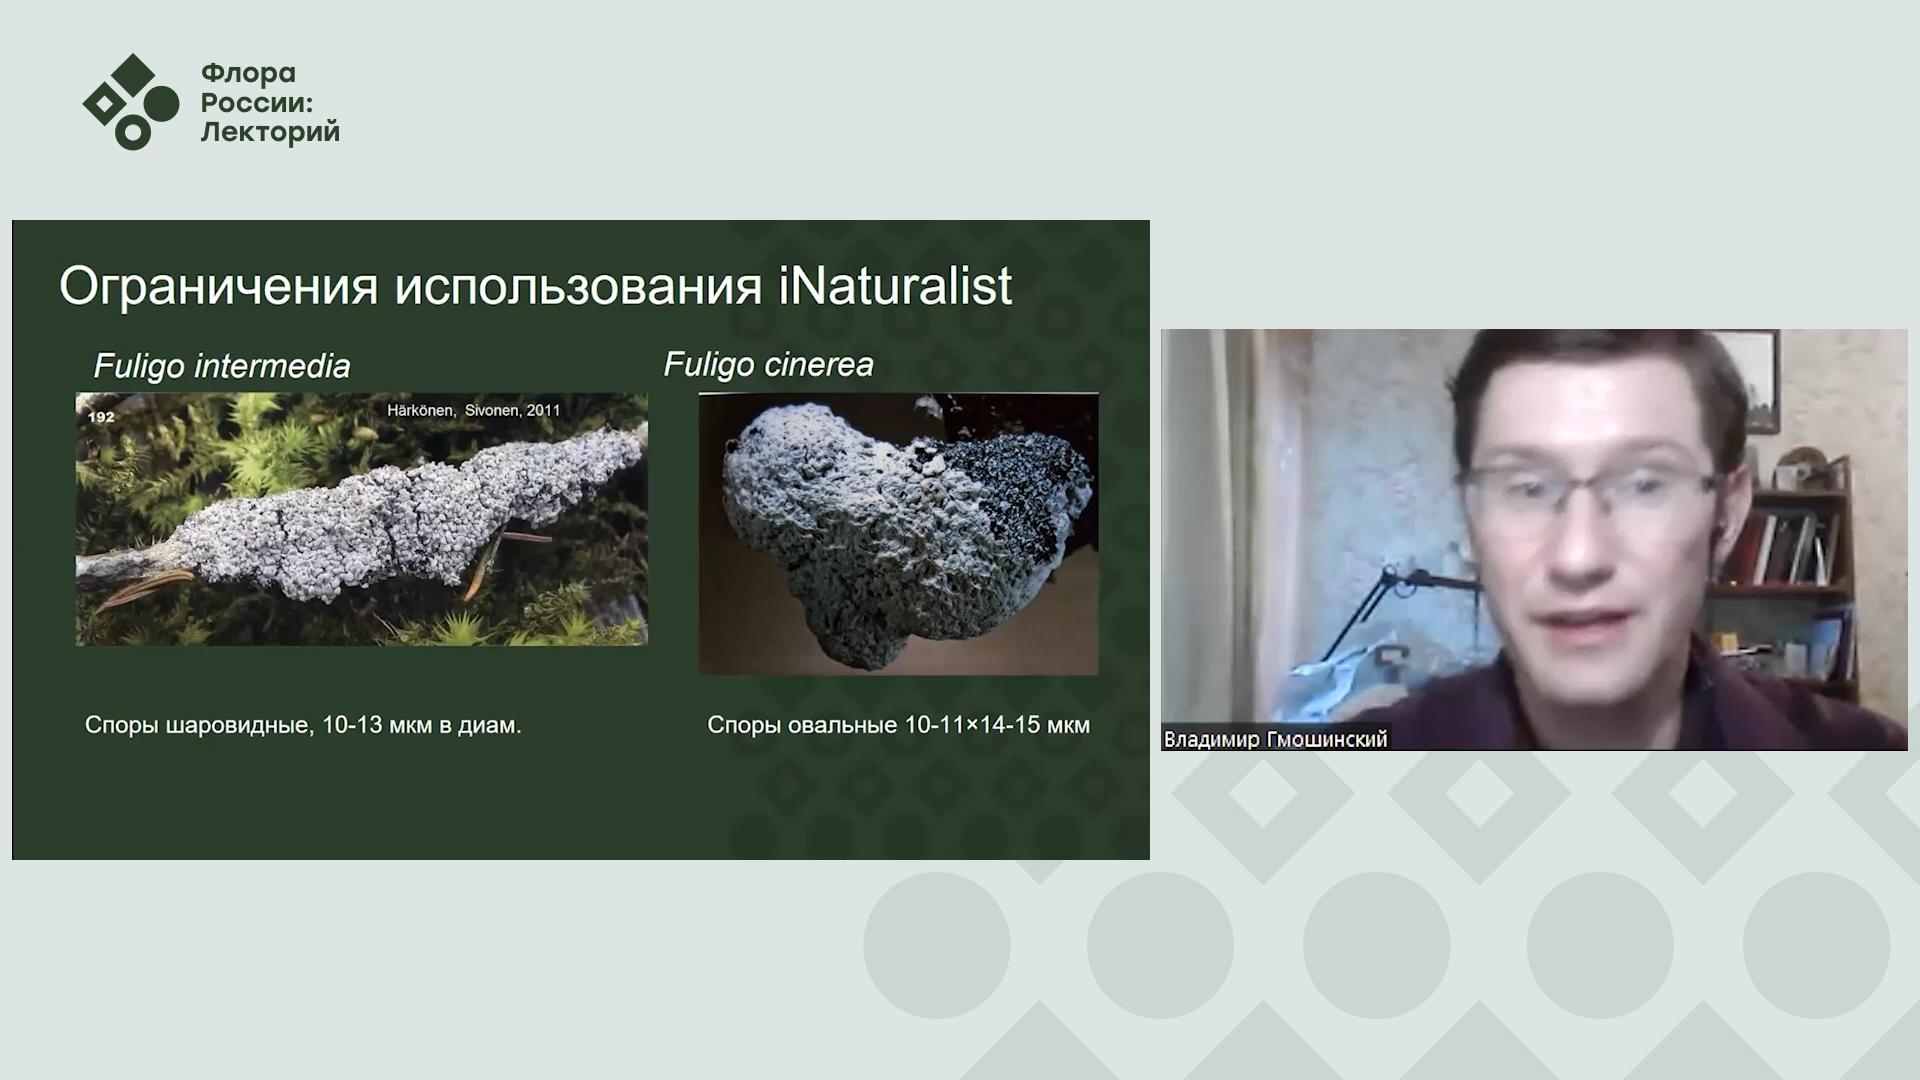 Флора
России:
Лекторий
Ограничения использования iNaturalist
Fuligo intermedia
Fuligo cinerea
192
Härkönen, Sivonen, 2011
Споры шаровидные, 10-13 мкм в диам.
Споры овальные 10-11×14-15 мкм
Владимир Гмошинский